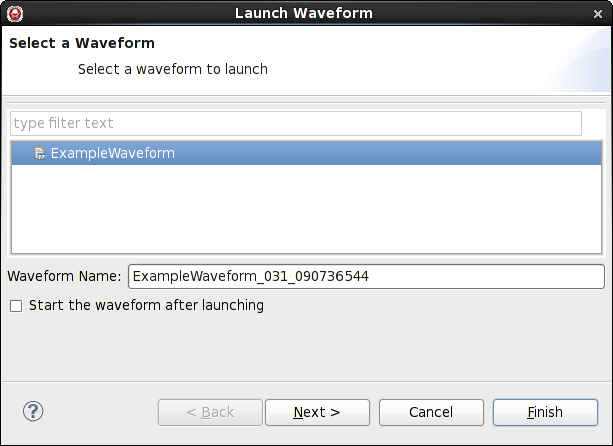 Launch Waveform
Select a Waveform
Select a waveform to launch
type filter text
ExampleWaveform
Waveform Name: ExampleWaveform_031_090736544
Start the waveform after launching
? < Back Next > Cancel Finish